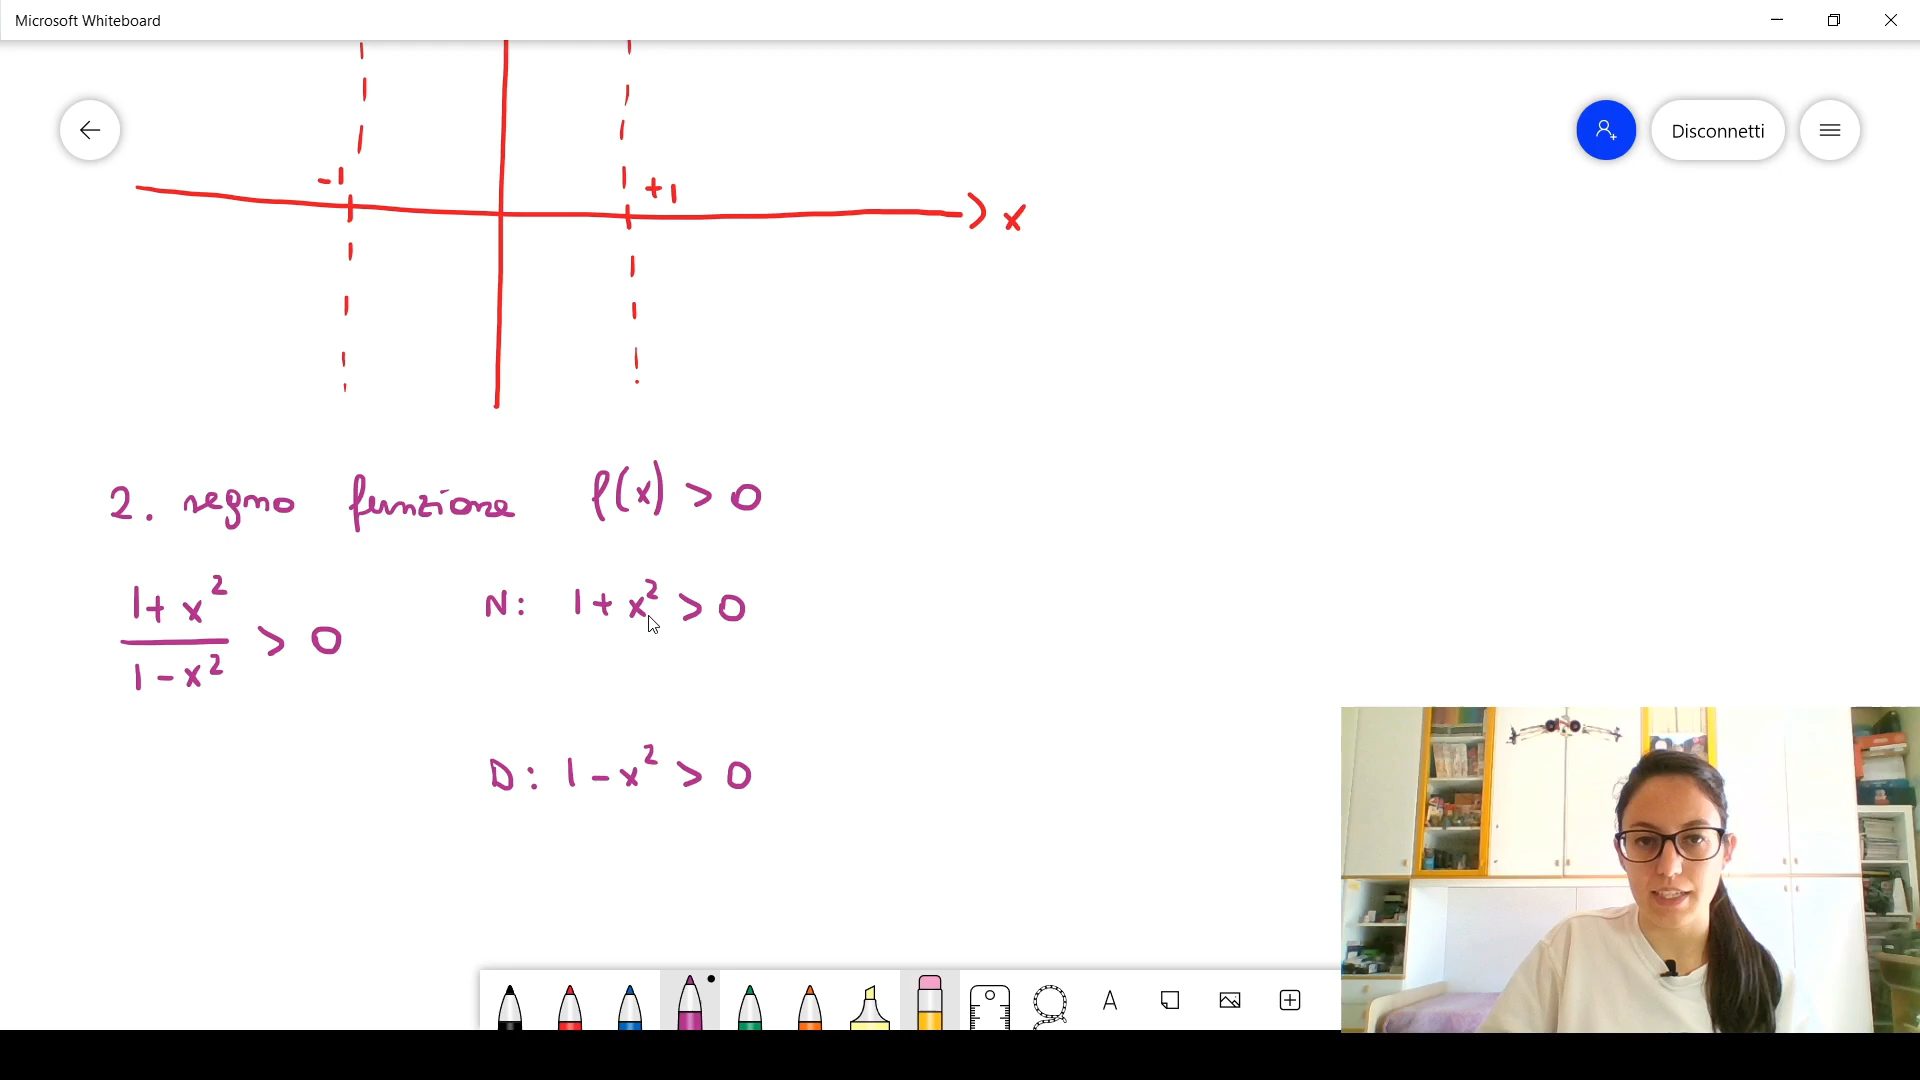 Microsoft Whiteboard
Disconnetti
-1
+1
x
2. segno funzione f(x) > 0
1 + x² / 1 - x² > 0
N: 1 + x² > 0
D: 1 - x² > 0